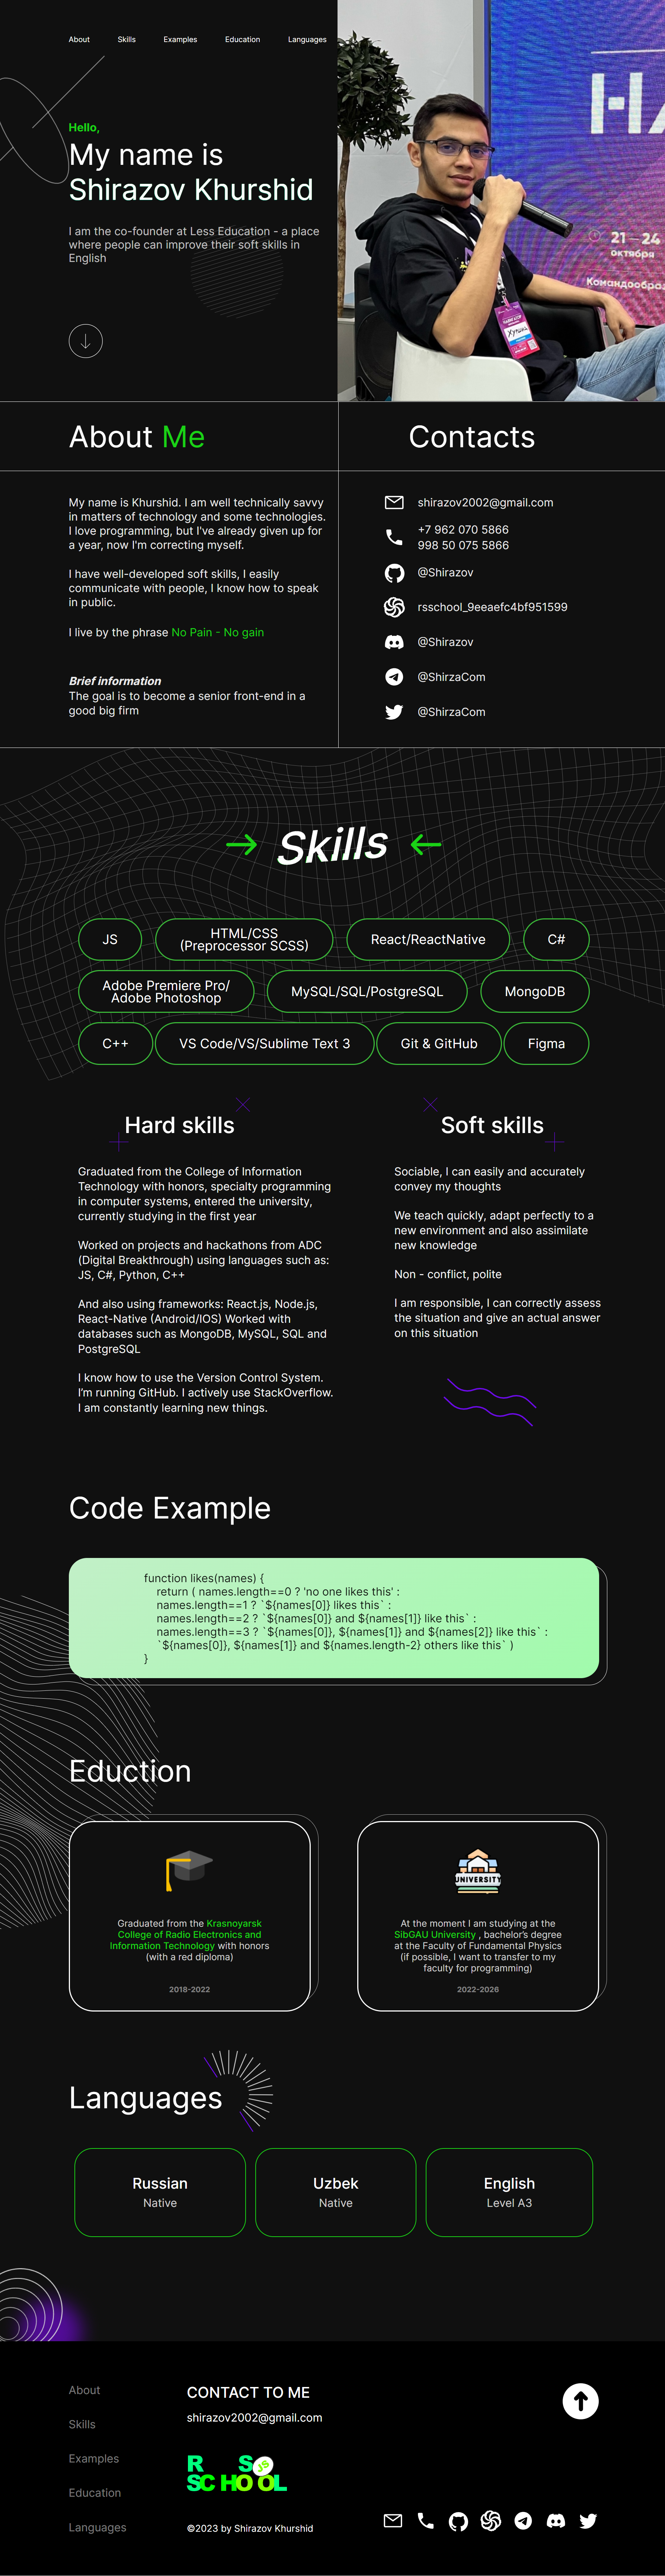 About Skills Examples Education Languages
Hello,
My name is
Shirazov Khurshid
I am the co-founder at Less Education - a place
where people can improve their soft skills in
English
НА
21 — 24
октября
Командообраз
Хуршид
About Me
My name is Khurshid. I am well technically savvy
in matters of technology and some technologies.
I love programming, but I've already given up for
a year, now I'm correcting myself.
I have well-developed soft skills, I easily
communicate with people, I know how to speak
in public.
I live by the phrase No Pain - No gain
Brief information
The goal is to become a senior front-end in a
good big firm
Contacts
shirazov2002@gmail.com
+7 962 070 5866
998 50 075 5866
@Shirazov
rsschool_9eeaefc4bf951599
@Shirazov
@ShirzaCom
@ShirzaCom
Skills
JS
HTML/CSS
(Preprocessor SCSS)
React/ReactNative
C#
Adobe Premiere Pro/
Adobe Photoshop
MySQL/SQL/PostgreSQL
MongoDB
C++
VS Code/VS/Sublime Text 3
Git & GitHub
Figma
Hard skills
Graduated from the College of Information
Technology with honors, specialty programming
in computer systems, entered the university,
currently studying in the first year
Worked on projects and hackathons from ADC
(Digital Breakthrough) using languages such as:
JS, C#, Python, C++
And also using frameworks: React.js, Node.js,
React-Native (Android/IOS) Worked with
databases such as MongoDB, MySQL, SQL and
PostgreSQL
I know how to use the Version Control System.
I'm running GitHub. I actively use StackOverflow.
I am constantly learning new things.
Soft skills
Sociable, I can easily and accurately
convey my thoughts
We teach quickly, adapt perfectly to a
new environment and also assimilate
new knowledge
Non - conflict, polite
I am responsible, I can correctly assess
the situation and give an actual answer
on this situation
Code Example
function likes(names) {
return ( names.length==0 ? 'no one likes this' :
names.length==1 ? `${names[0]} likes this` :
names.length==2 ? `${names[0]} and ${names[1]} like this` :
names.length==3 ? `${names[0]}, ${names[1]} and ${names[2]} like this` :
`${names[0]}, ${names[1]} and ${names.length-2} others like this` )
}
Eduction
Graduated from the Krasnoyarsk
College of Radio Electronics and
Information Technology with honors
(with a red diploma)
2018-2022
UNIVERSITY
At the moment I am studying at the
SibGAU University , bachelor's degree
at the Faculty of Fundamental Physics
(if possible, I want to transfer to my
faculty for programming)
2022-2026
Languages
Russian
Native
Uzbek
Native
English
Level A3
About
Skills
Examples
Education
Languages
CONTACT TO ME
shirazov2002@gmail.com
R S JS
SCHOOL
©2023 by Shirazov Khurshid